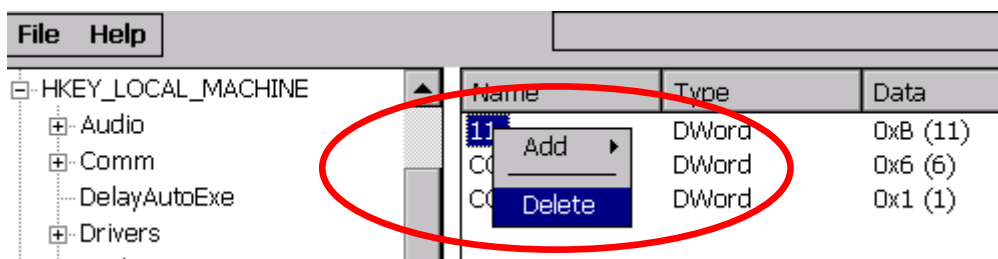 File Help
HKEY_LOCAL_MACHINE
Audio
Comm
DelayAutoExe
Drivers
Name Type Data
11 DWord 0xB (11)
DWord 0x6 (6)
DWord 0x1 (1)
Add
Delete